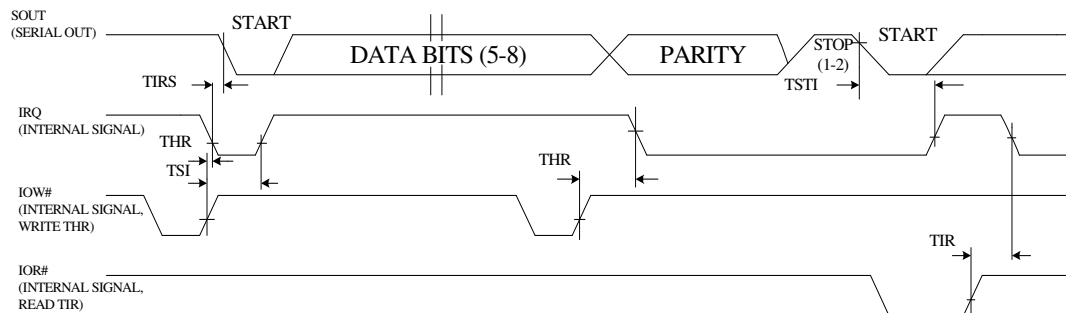 SOUT
(SERIAL OUT)
START
DATA BITS (5-8)
PARITY
STOP
(1-2)
START
TIRS
TSTI
IRQ
(INTERNAL SIGNAL)
THR
THR
TSI
IOW#
(INTERNAL SIGNAL,
WRITE THR)
TIR
IOR#
(INTERNAL SIGNAL,
READ TIR)